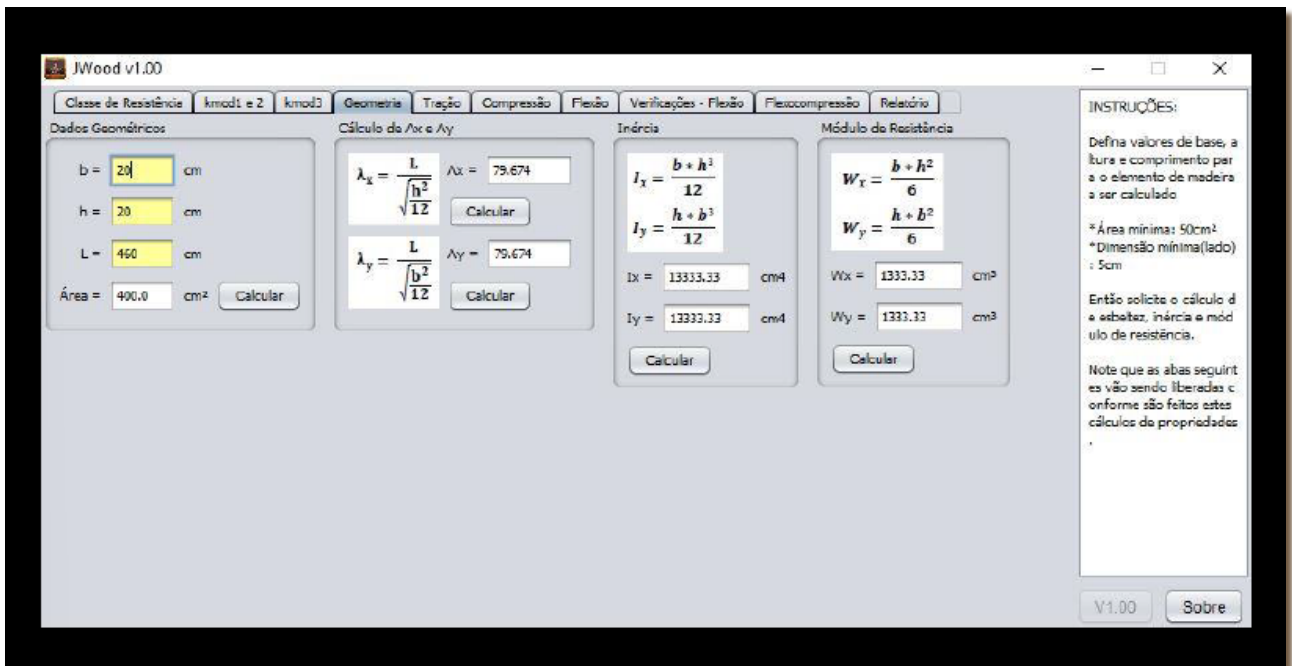 JWood v1.00
Classe de Resistência kmod1 e 2 kmod3 Geometria Tração Compressão Flexão Verificações - Flexão Flexocompressão Relatório
Dados Geométricos
b = 20 cm
h = 20 cm
L = 460 cm
Área = 400.0 cm² Calcular
Cálculo de Λx e Λy
λx = L / √(h²/12)
Λx = 79.674
Calcular
λy = L / √(b²/12)
Λy = 79.674
Calcular
Inércia
Ix = b * h³ / 12
Iy = h * b³ / 12
Ix = 13333.33 cm4
Iy = 13333.33 cm4
Calcular
Módulo de Resistência
Wx = b * h² / 6
Wy = h * b² / 6
Wx = 1333.33 cm³
Wy = 1333.33 cm³
Calcular
INSTRUÇÕES:
Defina valores de base, a
ltura e comprimento par
a o elemento de madeira
a ser calculado
*Área mínima: 50cm²
*Dimensão mínima(lado)
: 5cm
Então solicite o cálculo d
e esbeltez, inércia e mód
ulo de resistência.
Note que as abas seguint
es vão sendo liberadas c
onforme são feitos estes
cálculos de propriedades
.
V1.00 Sobre